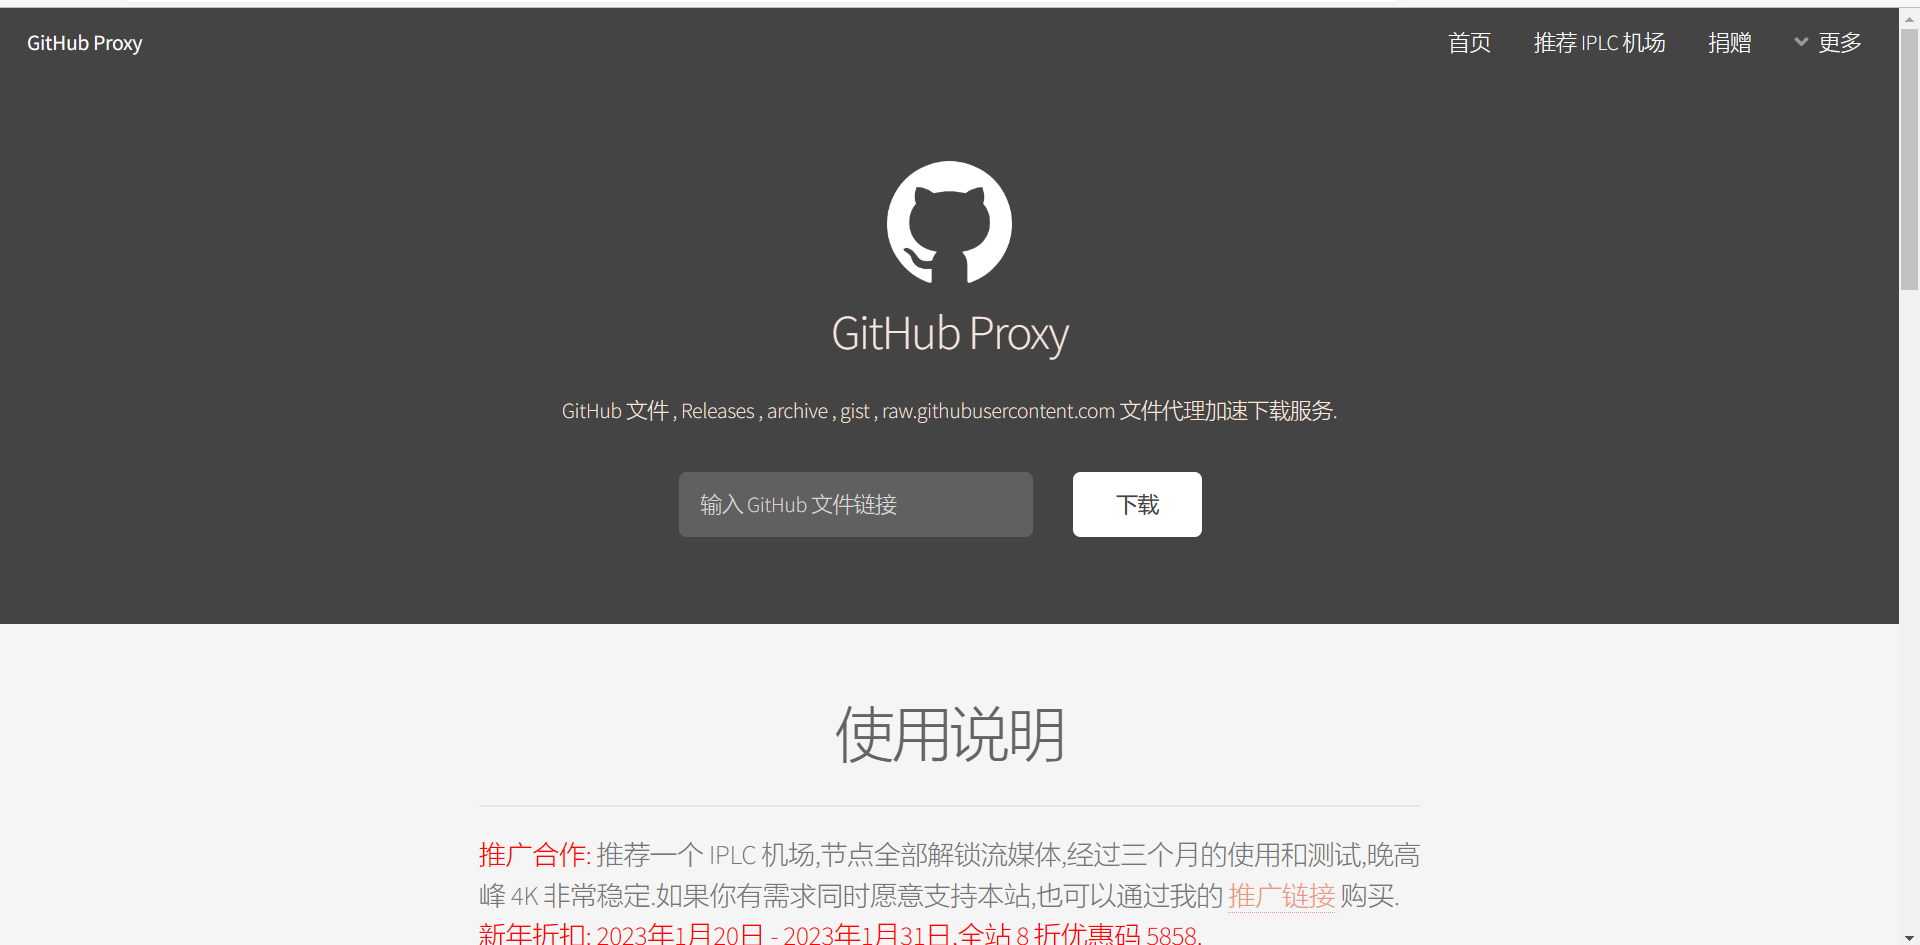 GitHub Proxy
首页
推荐 IPLC 机场
捐赠
更多
GitHub Proxy
GitHub 文件 , Releases , archive , gist , raw.githubusercontent.com 文件代理加速下载服务.
输入 GitHub 文件链接
下载
使用说明
推广合作: 推荐一个 IPLC 机场,节点全部解锁流媒体,经过三个月的使用和测试,晚高
峰 4K 非常稳定.如果你有需求同时愿意支持本站,也可以通过我的 推广链接 购买.
新年折扣: 2023年1月20日 - 2023年1月31日,全站 8 折优惠码 5858.